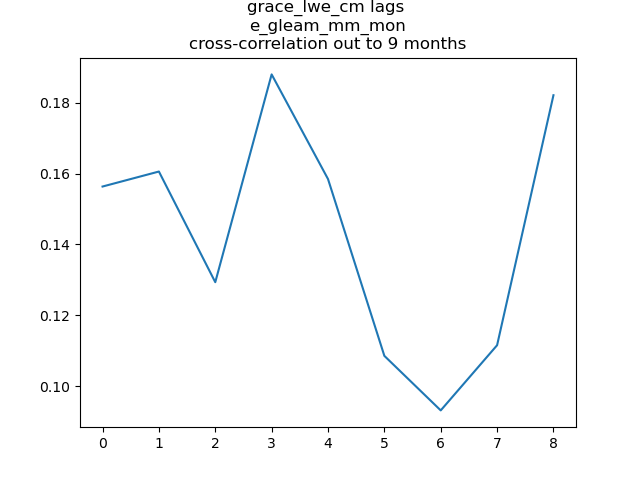 grace_lwe_cm lags
e_gleam_mm_mon
cross-correlation out to 9 months
0.18
0.16
0.14
0.12
0.10
0 1 2 3 4 5 6 7 8